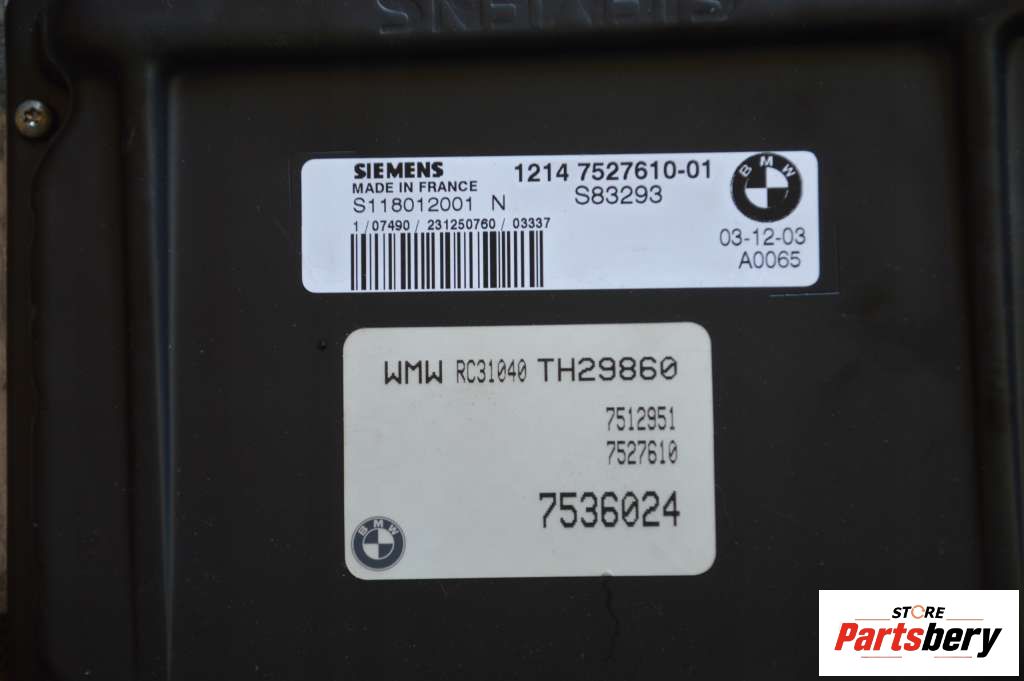 SIEMENS
SIEMENS 1214 7527610-01
MADE IN FRANCE
S118012001 N S83293
1 / 07490 / 231250760 / 03337
BMW
03-12-03
A0065
WMW RC31040 TH29860
7512951
7527610
7536024
BMW
STORE
Partsbery